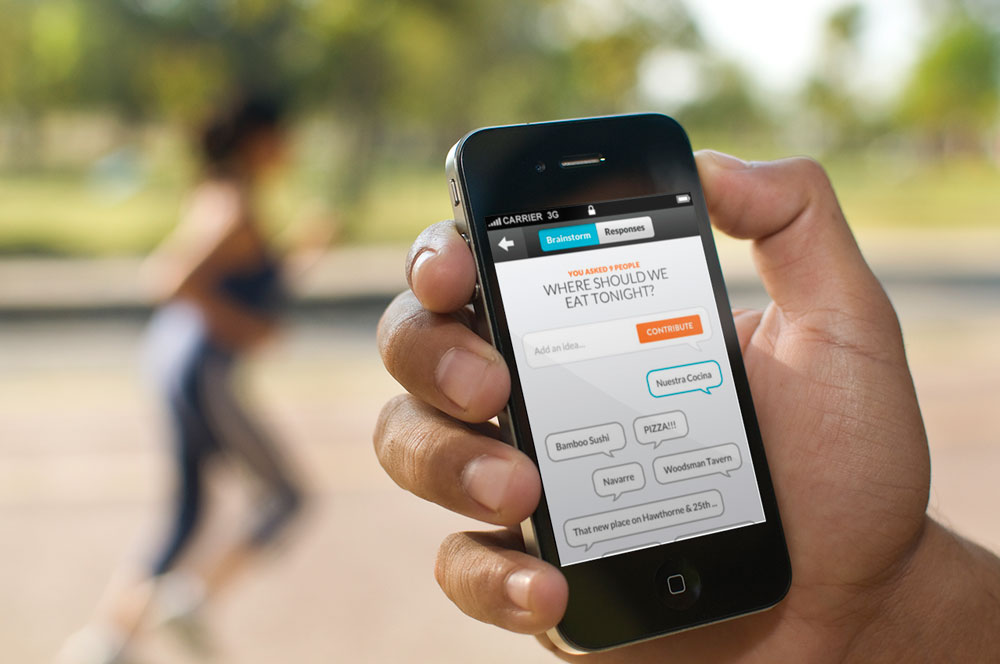 CARRIER 3G
Brainstorm Responses
YOU ASKED 9 PEOPLE
WHERE SHOULD WE
EAT TONIGHT?
Add an idea...
CONTRIBUTE
Nuestra Cocina
Bamboo Sushi
PIZZA!!!
Navarre
Woodsman Tavern
That new place on Hawthorne & 25th ...